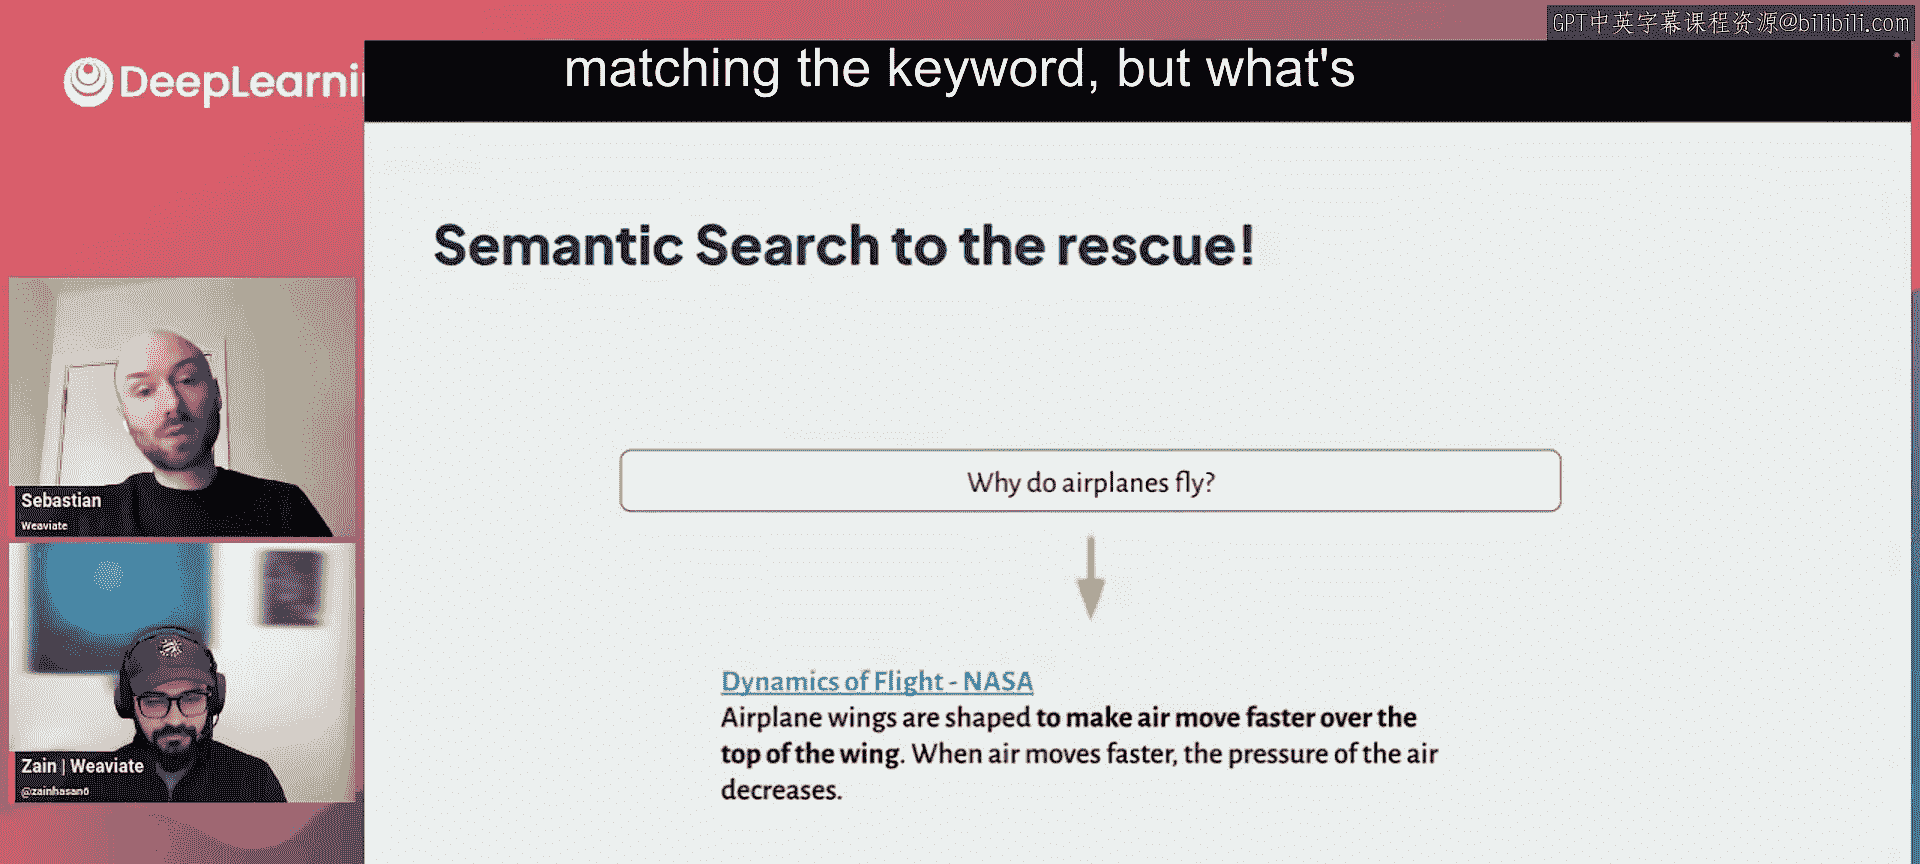 GPT中英字幕课程资源@bilibili.com
DeepLearni
matching the keyword, but what's
Semantic Search to the rescue!
Why do airplanes fly?
Dynamics of Flight - NASA
Airplane wings are shaped to make air move faster over the
top of the wing. When air moves faster, the pressure of the air
decreases.
Sebastian
Weaviate
Zain | Weaviate
@zainhasan6